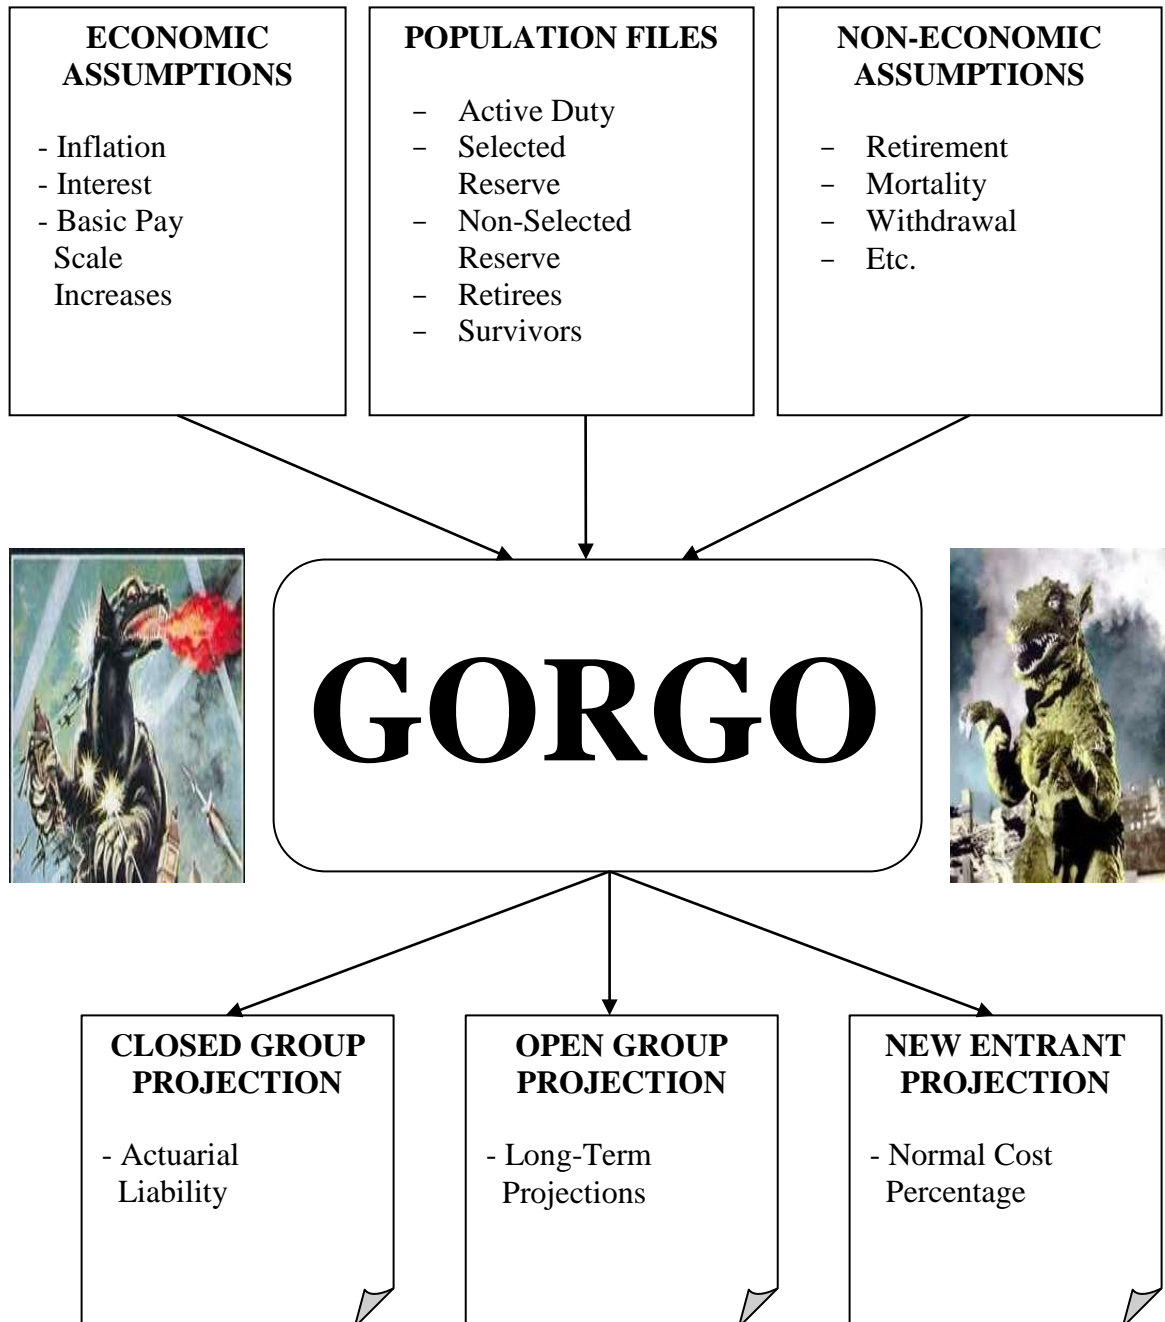 ECONOMIC
ASSUMPTIONS
- Inflation
- Interest
- Basic Pay
Scale
Increases
POPULATION FILES
– Active Duty
– Selected
Reserve
– Non-Selected
Reserve
– Retirees
– Survivors
NON-ECONOMIC
ASSUMPTIONS
– Retirement
– Mortality
– Withdrawal
– Etc.
GORGO
CLOSED GROUP
PROJECTION
- Actuarial
Liability
OPEN GROUP
PROJECTION
- Long-Term
Projections
NEW ENTRANT
PROJECTION
- Normal Cost
Percentage